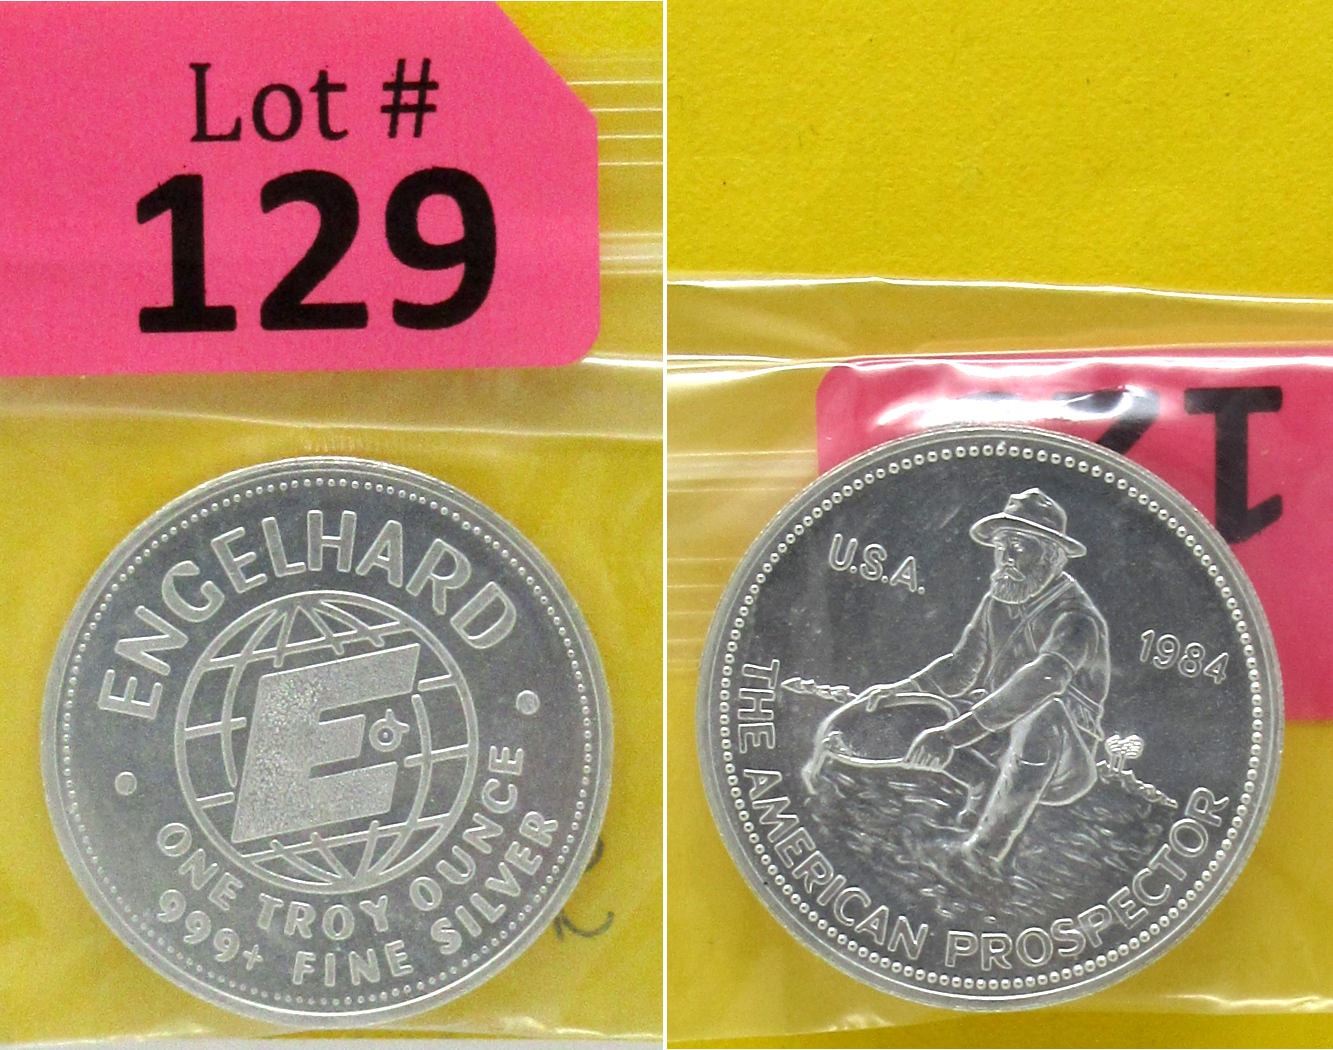 Lot #
129
ENGELHARD
E
ONE TROY OUNCE
999+ FINE SILVER
U.S.A.
1984
THE AMERICAN PROSPECTOR